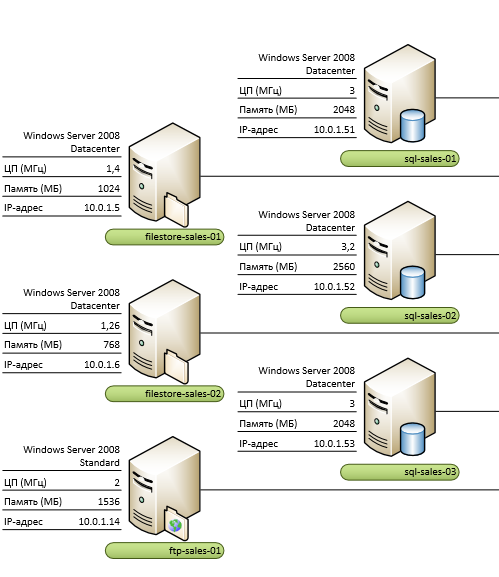 Windows Server 2008
Datacenter
ЦП (МГц) 3
Память (МБ) 2048
IP-адрес 10.0.1.51
sql-sales-01
Windows Server 2008
Datacenter
ЦП (МГц) 1,4
Память (МБ) 1024
IP-адрес 10.0.1.5
filestore-sales-01
Windows Server 2008
Datacenter
ЦП (МГц) 3,2
Память (МБ) 2560
IP-адрес 10.0.1.52
sql-sales-02
Windows Server 2008
Datacenter
ЦП (МГц) 1,26
Память (МБ) 768
IP-адрес 10.0.1.6
filestore-sales-02
Windows Server 2008
Datacenter
ЦП (МГц) 3
Память (МБ) 2048
IP-адрес 10.0.1.53
sql-sales-03
Windows Server 2008
Standard
ЦП (МГц) 2
Память (МБ) 1536
IP-адрес 10.0.1.14
ftp-sales-01